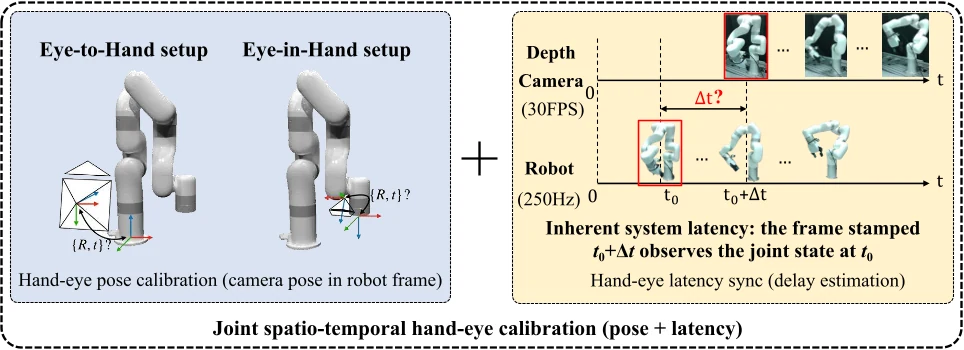 Eye-to-Hand setup
Eye-in-Hand setup
{R, t}?
{R, t}?
Hand-eye pose calibration (camera pose in robot frame)
+
Depth
Camera
(30FPS)
0
...
...
t
Δt?
Robot
(250Hz)
0
...
...
t₀
t₀+Δt
t
Inherent system latency: the frame stamped
t₀+Δt observes the joint state at t₀
Hand-eye latency sync (delay estimation)
Joint spatio-temporal hand-eye calibration (pose + latency)